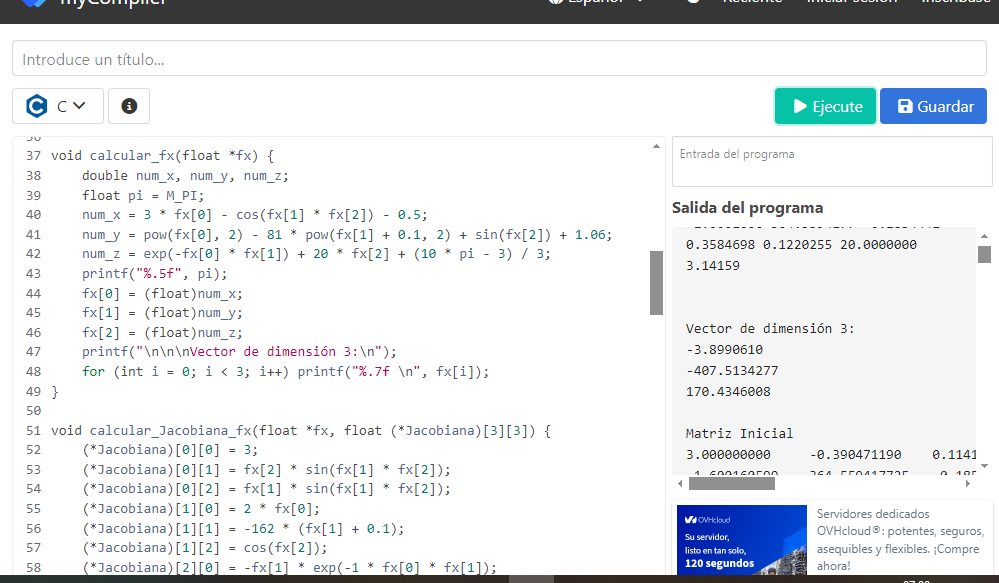 myCompiler
Español
Reciente
Iniciar sesión
Inscríbase
Introduce un título...
C
Ejecute
Guardar
36
37 void calcular_fx(float *fx) {
38     double num_x, num_y, num_z;
39     float pi = M_PI;
40     num_x = 3 * fx[0] - cos(fx[1] * fx[2]) - 0.5;
41     num_y = pow(fx[0], 2) - 81 * pow(fx[1] + 0.1, 2) + sin(fx[2]) + 1.06;
42     num_z = exp(-fx[0] * fx[1]) + 20 * fx[2] + (10 * pi - 3) / 3;
43     printf("%.5f", pi);
44     fx[0] = (float)num_x;
45     fx[1] = (float)num_y;
46     fx[2] = (float)num_z;
47     printf("\n\n\nVector de dimensión 3:\n");
48     for (int i = 0; i < 3; i++) printf("%.7f \n", fx[i]);
49 }
50
51 void calcular_Jacobiana_fx(float *fx, float (*Jacobiana)[3][3]) {
52     (*Jacobiana)[0][0] = 3;
53     (*Jacobiana)[0][1] = fx[2] * sin(fx[1] * fx[2]);
54     (*Jacobiana)[0][2] = fx[1] * sin(fx[1] * fx[2]);
55     (*Jacobiana)[1][0] = 2 * fx[0];
56     (*Jacobiana)[1][1] = -162 * (fx[1] + 0.1);
57     (*Jacobiana)[1][2] = cos(fx[2]);
58     (*Jacobiana)[2][0] = -fx[1] * exp(-1 * fx[0] * fx[1]);
Entrada del programa
Salida del programa
0.3584698 0.1220255 20.0000000
3.14159
Vector de dimensión 3:
-3.8990610
-407.5134277
170.4346008
Matriz Inicial
3.000000000 -0.390471190 0.1141
OVHcloud
Su servidor,
listo en tan solo,
120 segundos
Servidores dedicados
OVHcloud®: potentes, seguros,
asequibles y flexibles. ¡Compre
ahora!